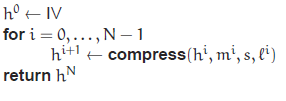 h⁰ ← IV
for i = 0, . . . , N − 1
hⁱ⁺¹ ← compress(hⁱ, mⁱ, s, ℓⁱ)
return hᴺ